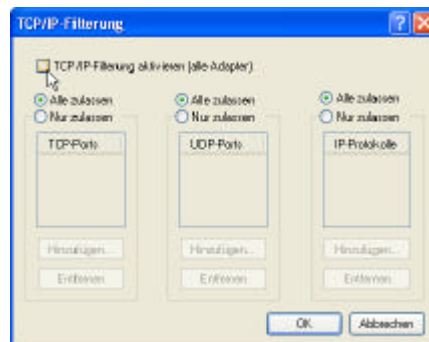 TCP/IP-Filterung
TCP/IP-Filterung aktivieren (alle Adapter)
Alle zulassen Alle zulassen Alle zulassen
Nur zulassen Nur zulassen Nur zulassen
TCP-Ports UDP-Ports IP-Protokolle
Hinzufügen... Hinzufügen... Hinzufügen...
Entfernen Entfernen Entfernen
OK Abbrechen